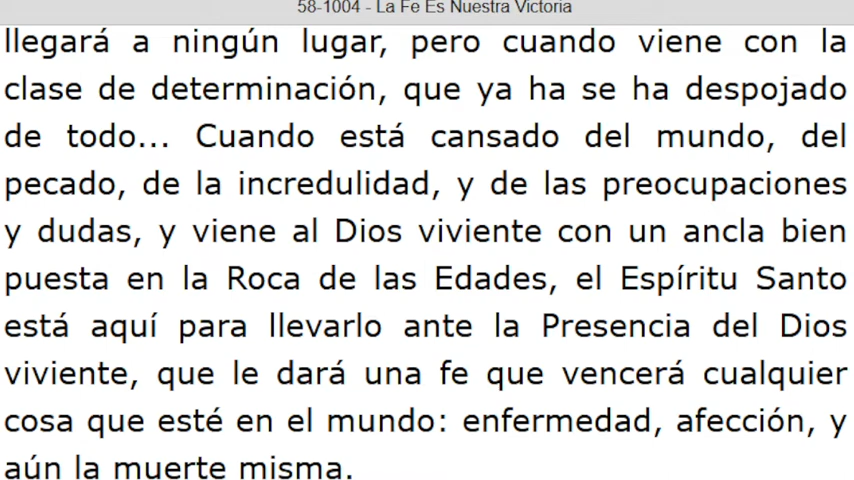 58-1004 - La Fe Es Nuestra Victoria
llegará a ningún lugar, pero cuando viene con la
clase de determinación, que ya ha se ha despojado
de todo... Cuando está cansado del mundo, del
pecado, de la incredulidad, y de las preocupaciones
y dudas, y viene al Dios viviente con un ancla bien
puesta en la Roca de las Edades, el Espíritu Santo
está aquí para llevarlo ante la Presencia del Dios
viviente, que le dará una fe que vencerá cualquier
cosa que esté en el mundo: enfermedad, afección, y
aún la muerte misma.